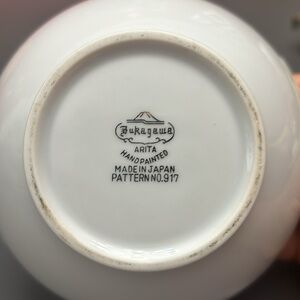 Fukagawa
ARITA
HANDPAINTED
MADE IN JAPAN
PATTERN NO.917